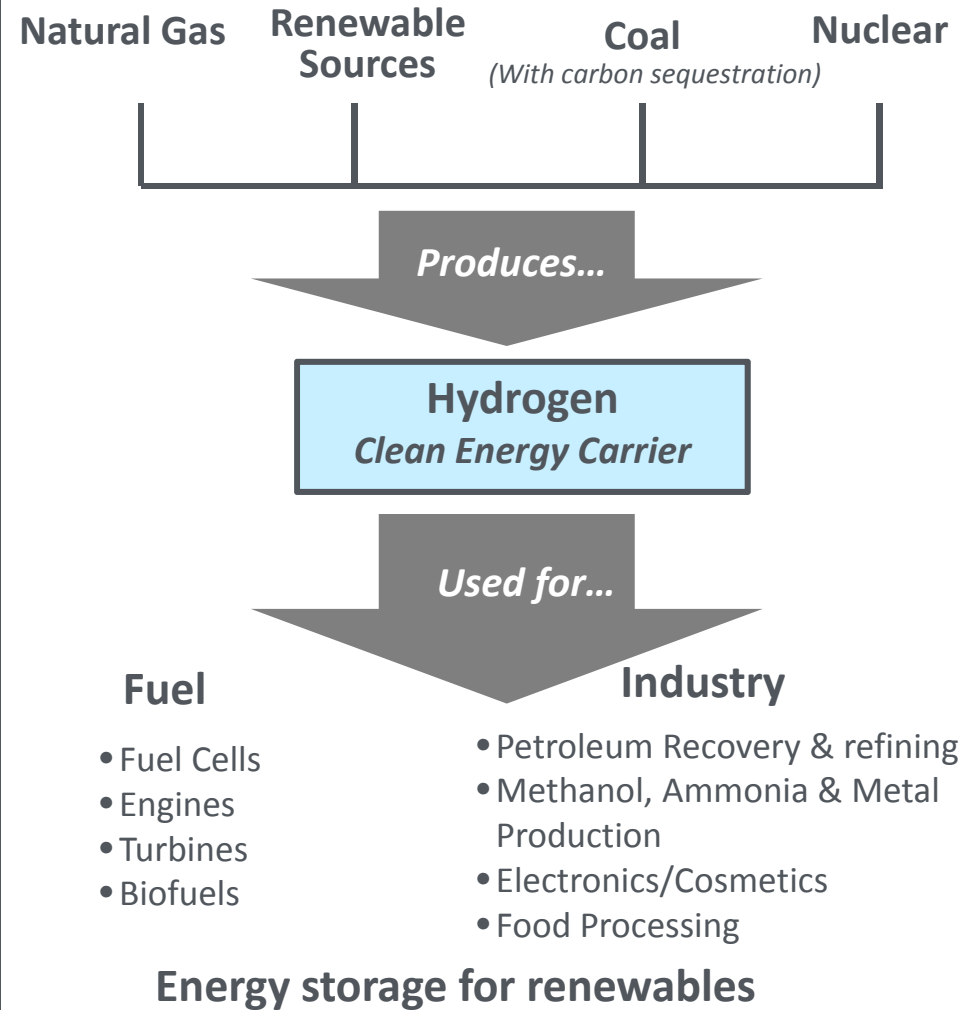 Natural Gas
Renewable
Sources
Coal
(With carbon sequestration)
Nuclear
Produces...
Hydrogen
Clean Energy Carrier
Used for...
Fuel
• Fuel Cells
• Engines
• Turbines
• Biofuels
Industry
• Petroleum Recovery & refining
• Methanol, Ammonia & Metal
Production
• Electronics/Cosmetics
• Food Processing
Energy storage for renewables